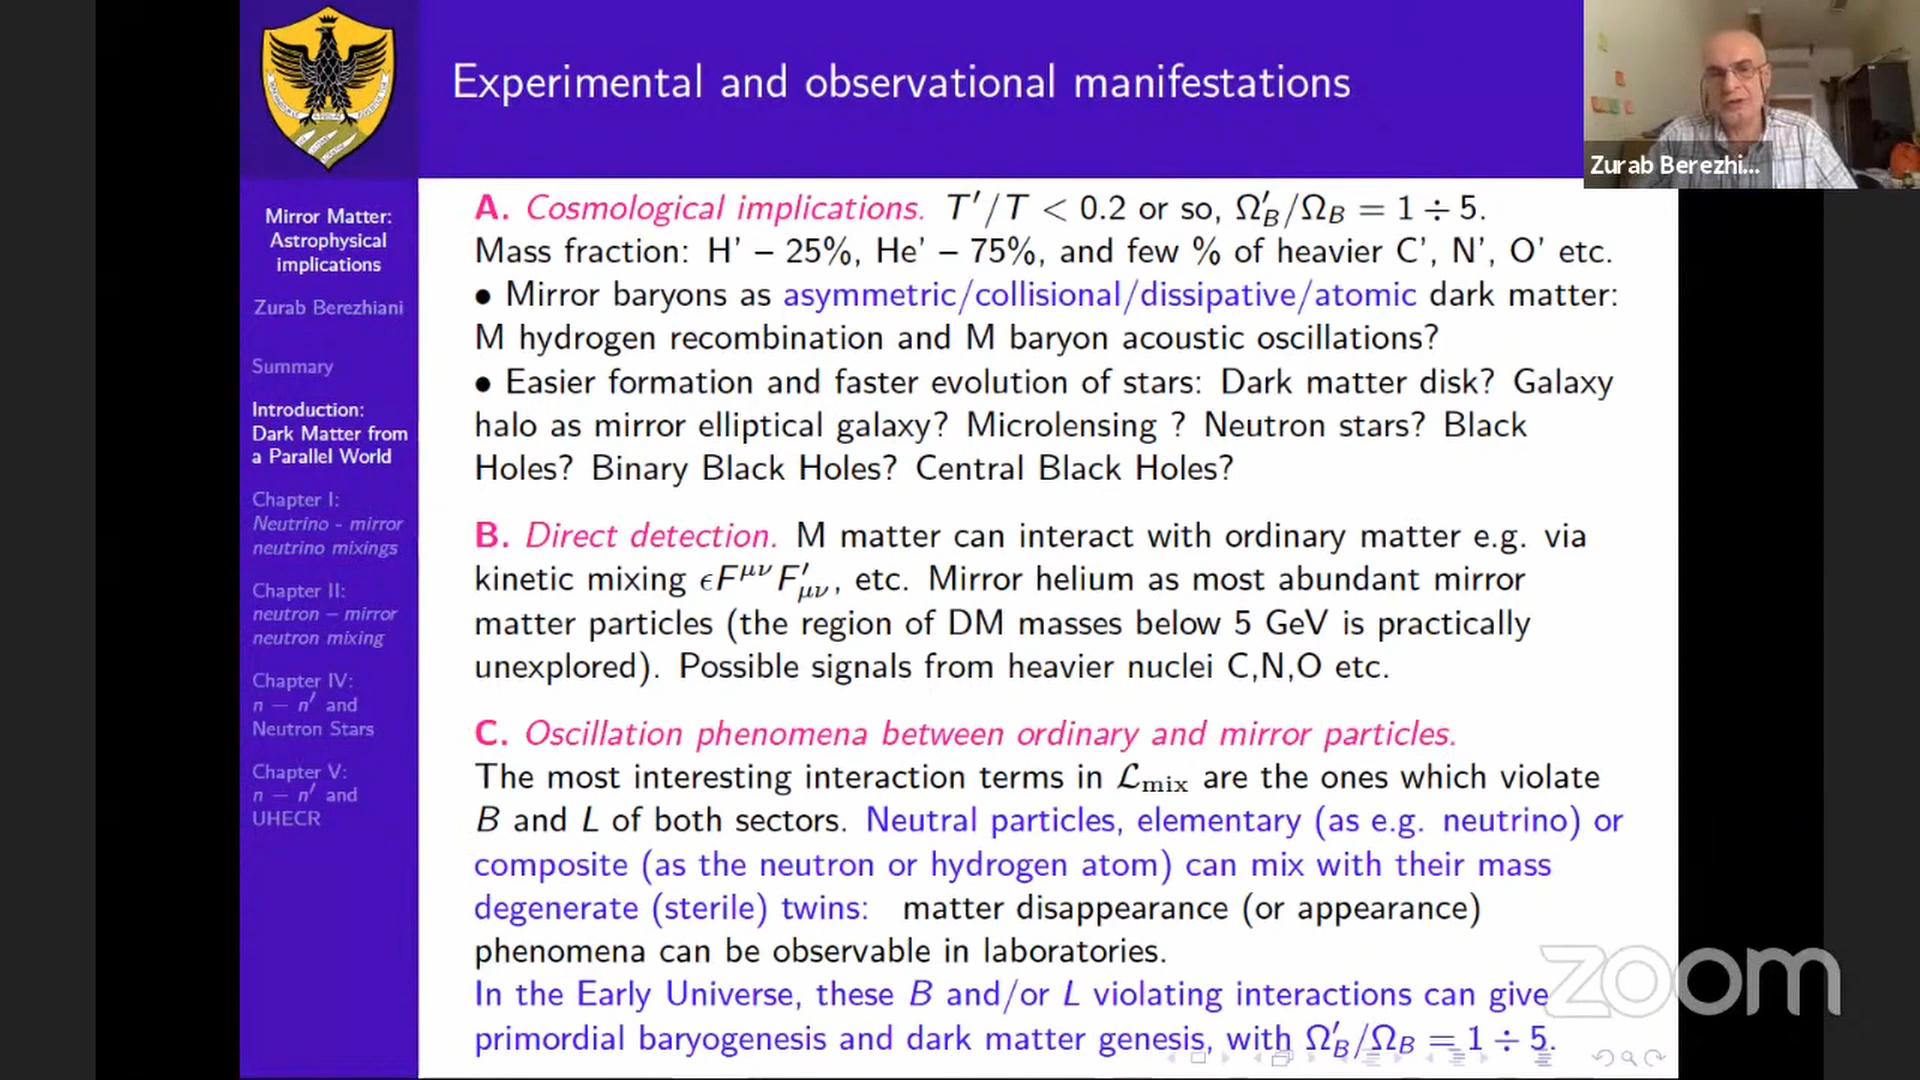 Experimental and observational manifestations
Zurab Berezhi...
Mirror Matter:
Astrophysical
implications
Zurab Berezhiani
Summary
Introduction:
Dark Matter from
a Parallel World
Chapter I:
Neutrino - mirror
neutrino mixings
Chapter II:
neutron – mirror
neutron mixing
Chapter IV:
n − n′ and
Neutron Stars
Chapter V:
n − n′ and
UHECR
A. Cosmological implications. T′/T < 0.2 or so, Ω′B/ΩB = 1 ÷ 5.
Mass fraction: H' – 25%, He' – 75%, and few % of heavier C', N', O' etc.
• Mirror baryons as asymmetric/collisional/dissipative/atomic dark matter:
M hydrogen recombination and M baryon acoustic oscillations?
• Easier formation and faster evolution of stars: Dark matter disk? Galaxy
halo as mirror elliptical galaxy? Microlensing ? Neutron stars? Black
Holes? Binary Black Holes? Central Black Holes?
B. Direct detection. M matter can interact with ordinary matter e.g. via
kinetic mixing ϵF^μν F′_μν, etc. Mirror helium as most abundant mirror
matter particles (the region of DM masses below 5 GeV is practically
unexplored). Possible signals from heavier nuclei C,N,O etc.
C. Oscillation phenomena between ordinary and mirror particles.
The most interesting interaction terms in ℒmix are the ones which violate
B and L of both sectors. Neutral particles, elementary (as e.g. neutrino) or
composite (as the neutron or hydrogen atom) can mix with their mass
degenerate (sterile) twins: matter disappearance (or appearance)
phenomena can be observable in laboratories.
In the Early Universe, these B and/or L violating interactions can give
primordial baryogenesis and dark matter genesis, with Ω′B/ΩB = 1 ÷ 5.
zoom